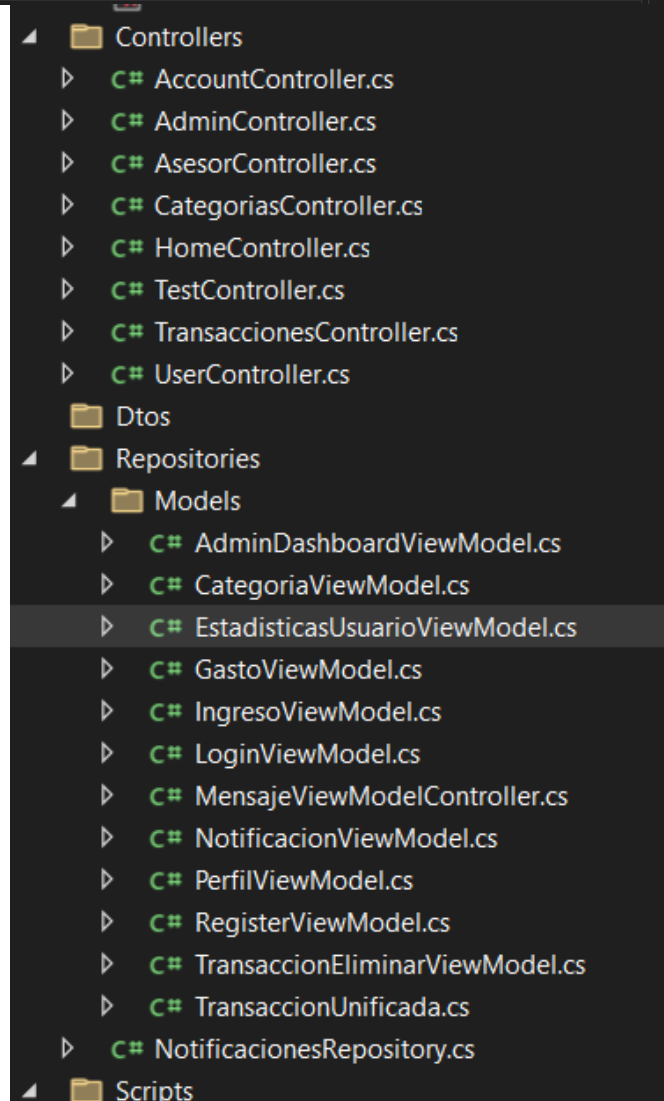 Controllers
C# AccountController.cs
C# AdminController.cs
C# AsesorController.cs
C# CategoriasController.cs
C# HomeController.cs
C# TestController.cs
C# TransaccionesController.cs
C# UserController.cs
Dtos
Repositories
Models
C# AdminDashboardViewModel.cs
C# CategoriaViewModel.cs
C# EstadisticasUsuarioViewModel.cs
C# GastoViewModel.cs
C# IngresoViewModel.cs
C# LoginViewModel.cs
C# MensajeViewModelController.cs
C# NotificacionViewModel.cs
C# PerfilViewModel.cs
C# RegisterViewModel.cs
C# TransaccionEliminarViewModel.cs
C# TransaccionUnificada.cs
C# NotificacionesRepository.cs
Scripts